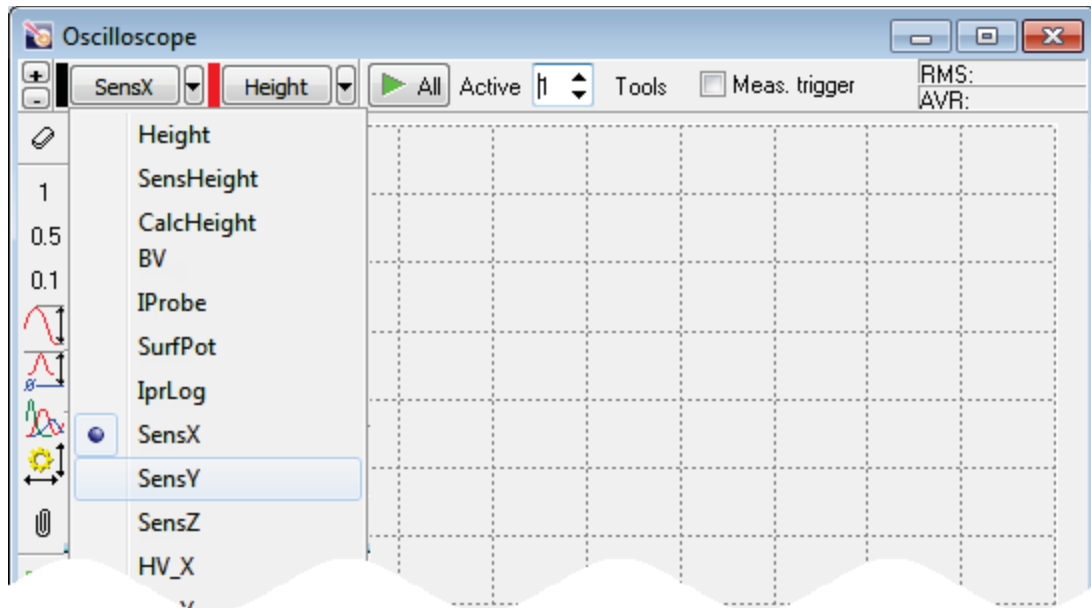 Oscilloscope
+
-
SensX
Height
All
Active
1
Tools
Meas. trigger
RMS:
AVR:
1
0.5
0.1
Height
SensHeight
CalcHeight
BV
IProbe
SurfPot
IprLog
SensX
SensY
SensZ
HV_X